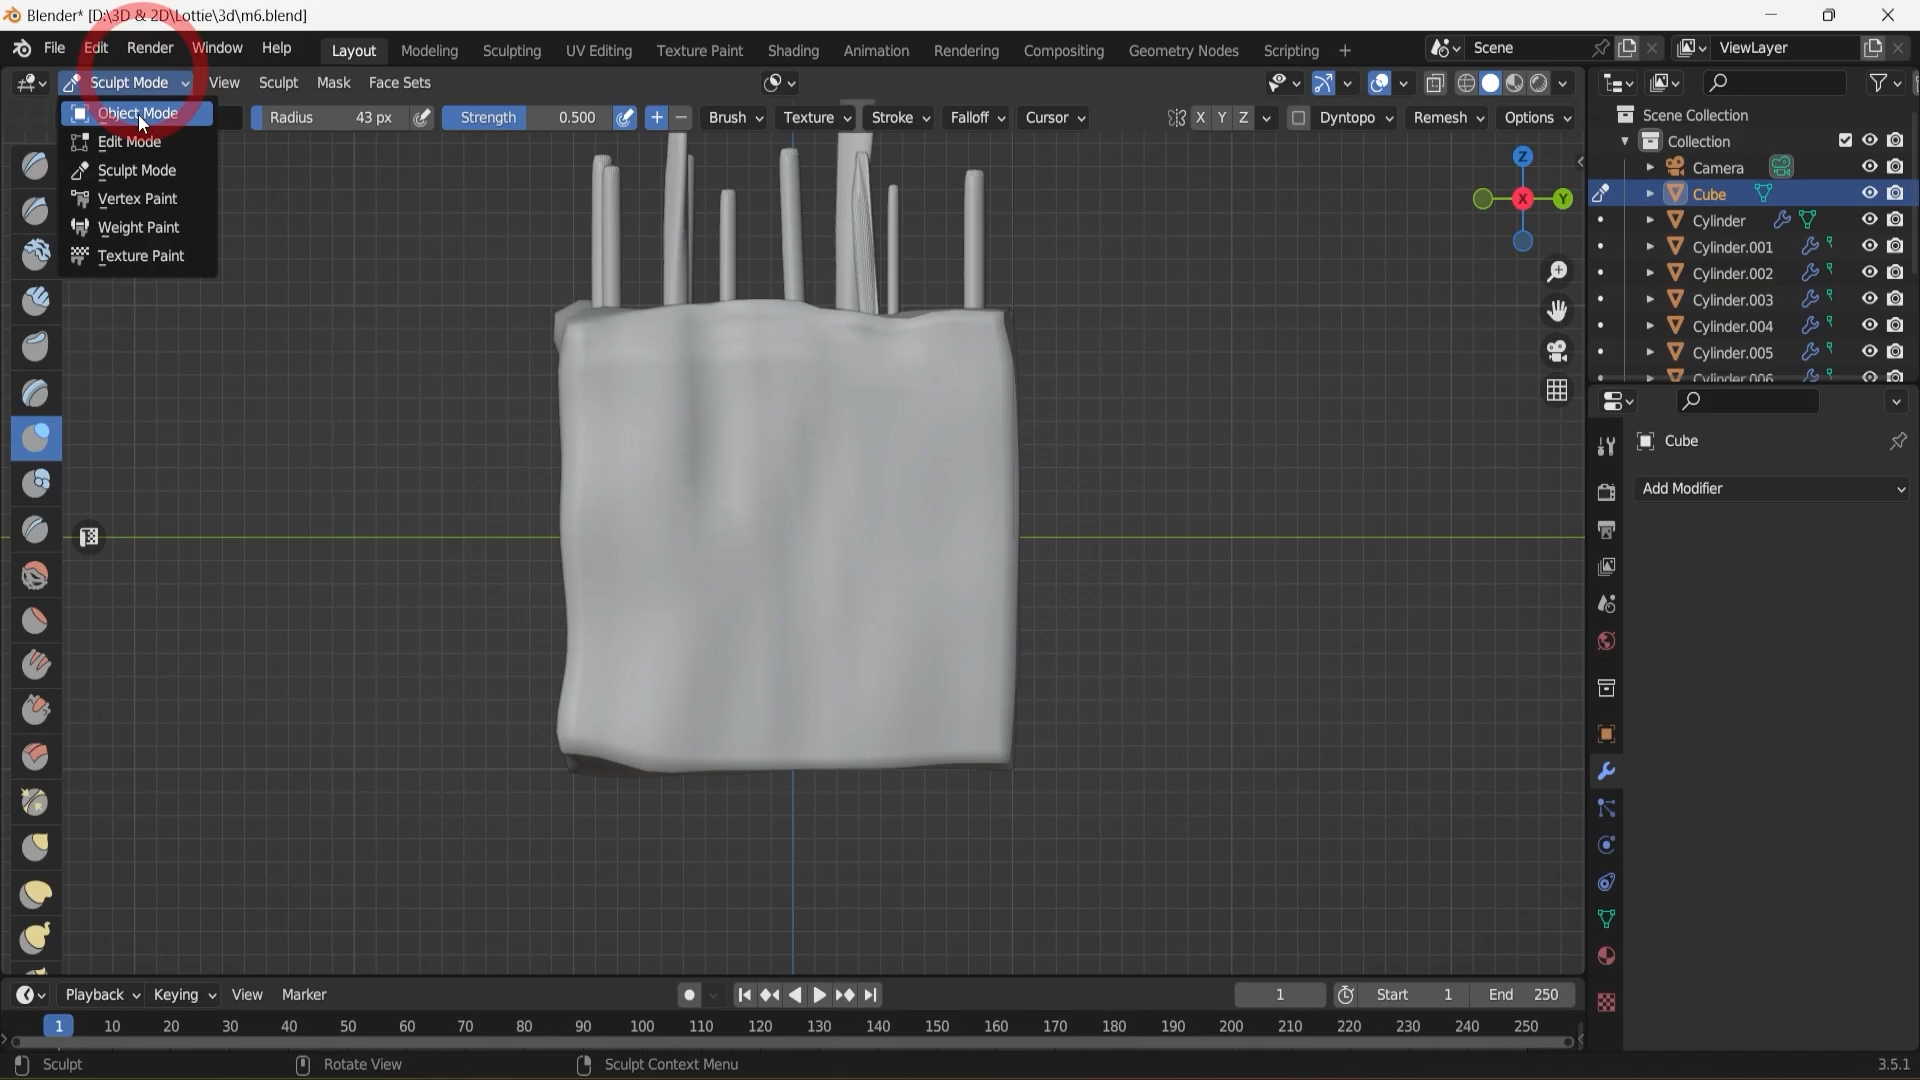 Blender* [D:\3D & 2D\Lottie\3d\m6.blend]
File Edit Render Window Help Layout Modeling Sculpting UV Editing Texture Paint Shading Animation Rendering Compositing Geometry Nodes Scripting + Scene ViewLayer
Sculpt Mode View Sculpt Mask Face Sets
Radius 43 px Strength 0.500 + − Brush Texture Stroke Falloff Cursor X Y Z Dyntopo Remesh Options
Object Mode
Edit Mode
Sculpt Mode
Vertex Paint
Weight Paint
Texture Paint
Z
X Y
Scene Collection
Collection
Camera
Cube
Cylinder
Cylinder.001
Cylinder.002
Cylinder.003
Cylinder.004
Cylinder.005
Cylinder.006
Cube
Add Modifier
Playback Keying View Marker 1 Start 1 End 250
1 10 20 30 40 50 60 70 80 90 100 110 120 130 140 150 160 170 180 190 200 210 220 230 240 250
Sculpt Rotate View Sculpt Context Menu 3.5.1